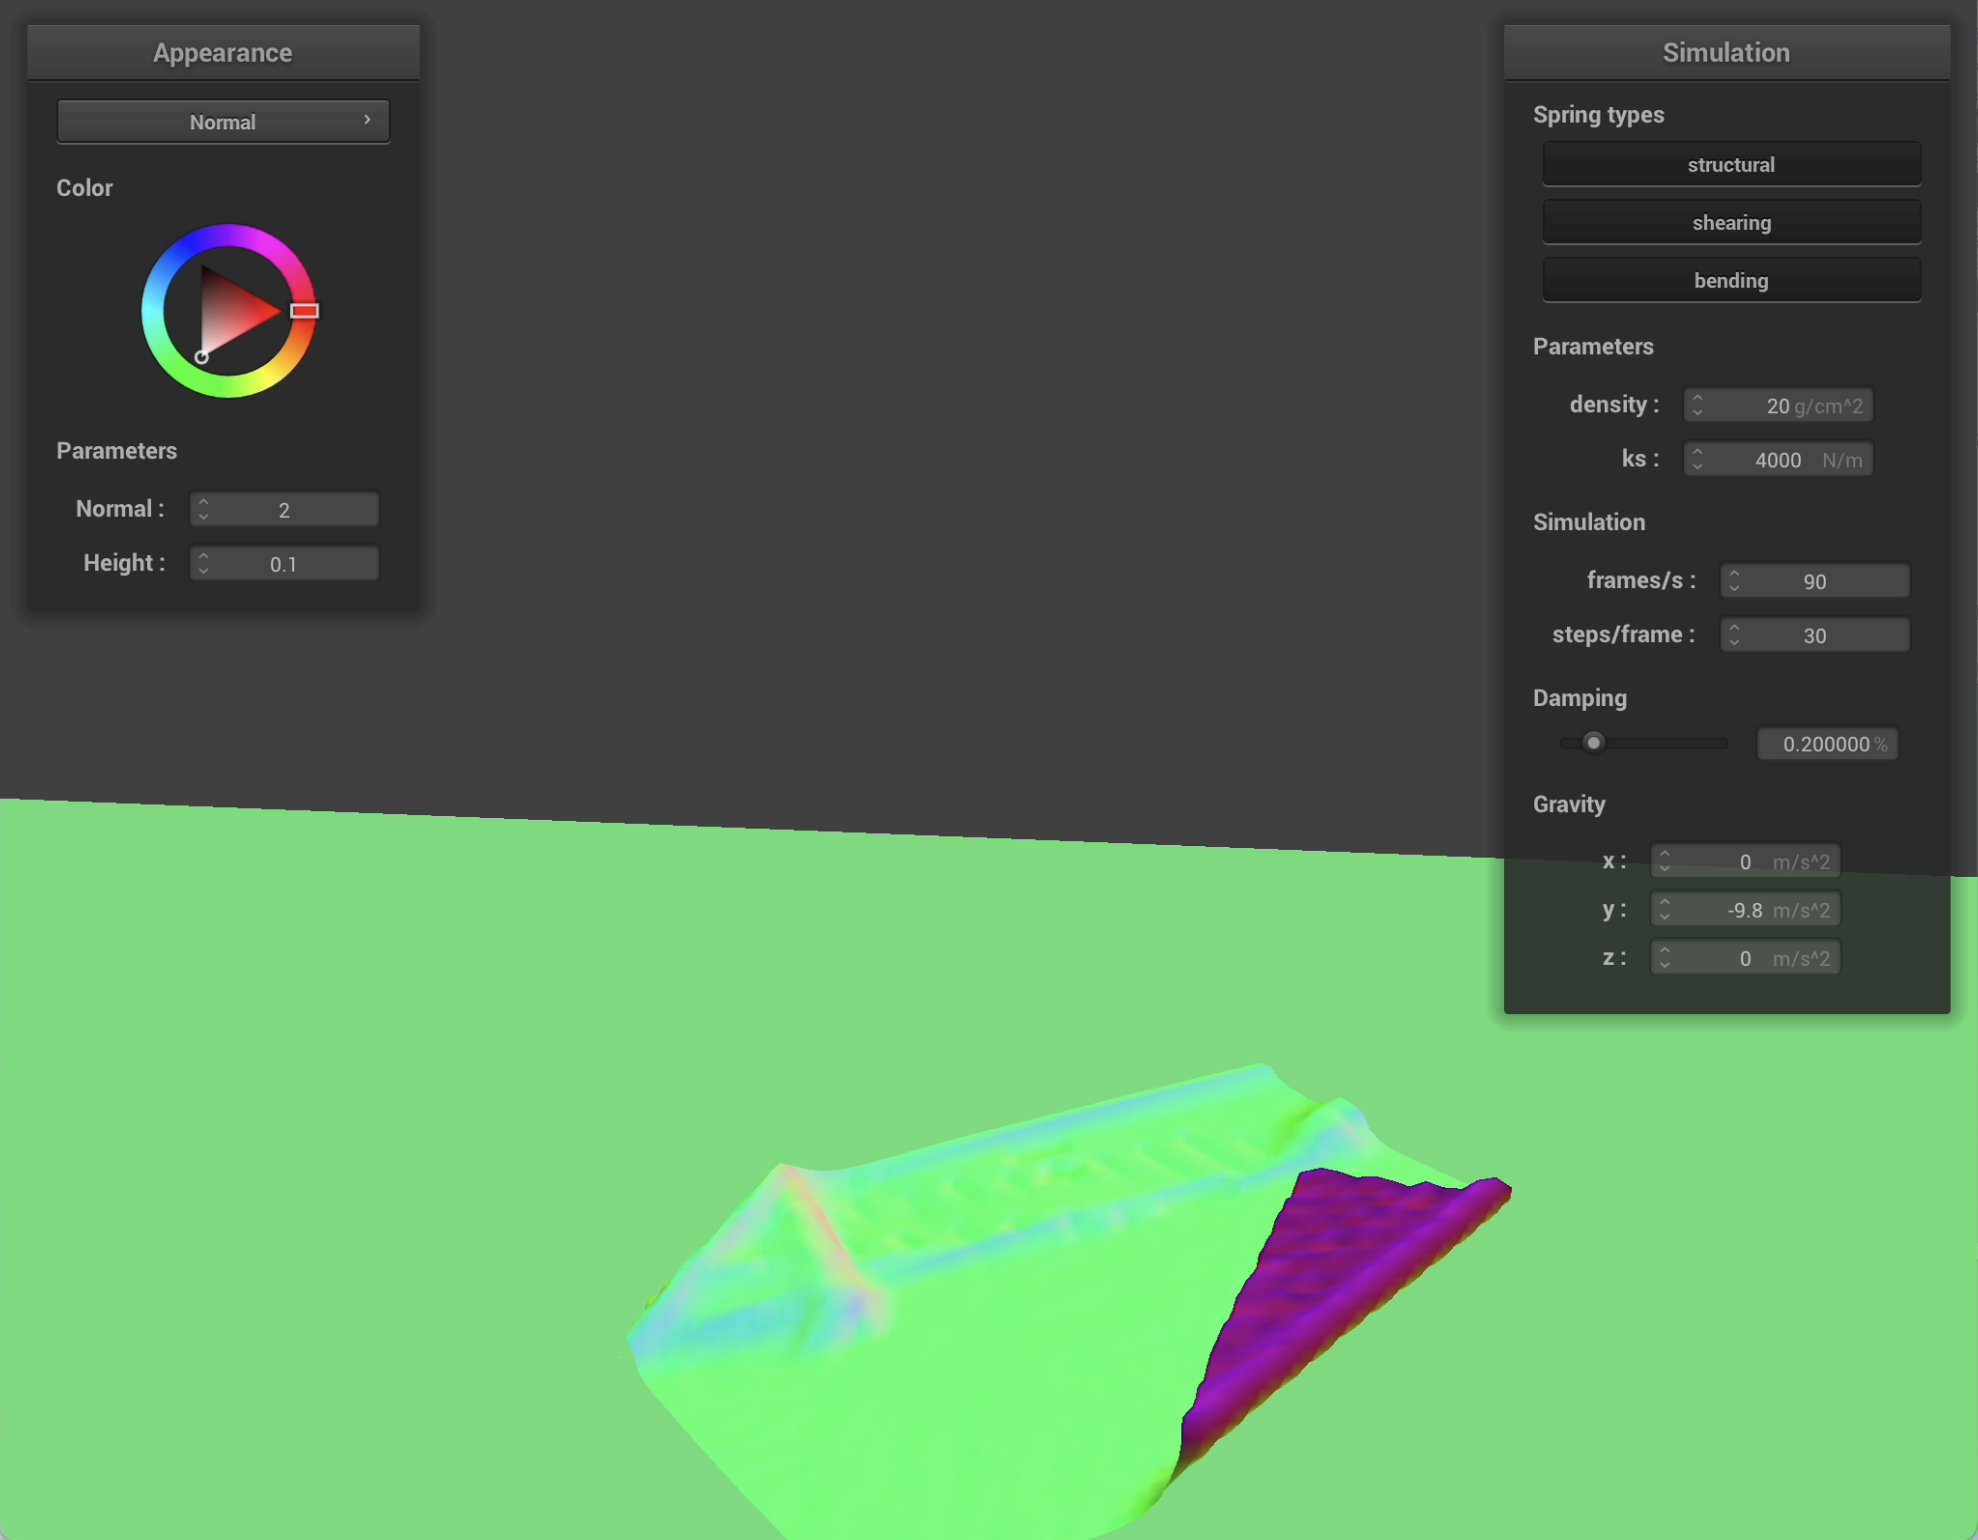 Appearance
Normal
Color
Parameters
Normal : 2
Height : 0.1
Simulation
Spring types
structural
shearing
bending
Parameters
density : 20 g/cm^2
ks : 4000 N/m
Simulation
frames/s : 90
steps/frame : 30
Damping
0.200000 %
Gravity
x : 0 m/s^2
y : -9.8 m/s^2
z : 0 m/s^2